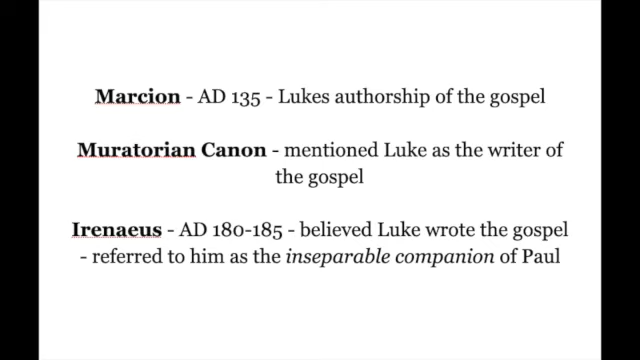 Marcion - AD 135 - Lukes authorship of the gospel
Muratorian Canon - mentioned Luke as the writer of
the gospel
Irenaeus - AD 180-185 - believed Luke wrote the gospel
- referred to him as the inseparable companion of Paul